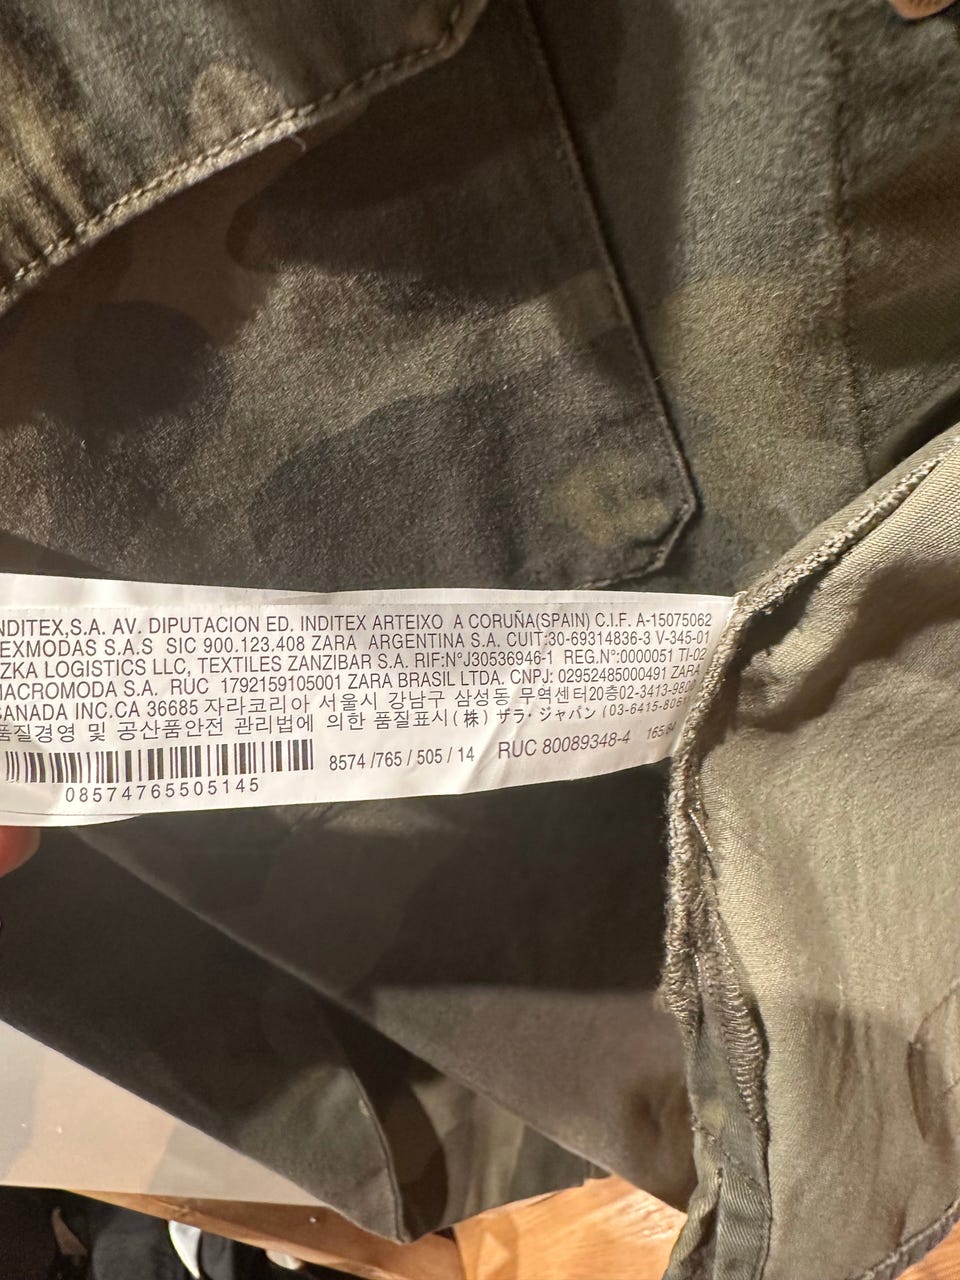 NDITEX,S.A. AV. DIPUTACION ED. INDITEX ARTEIXO A CORUÑA(SPAIN) C.I.F. A-15075062
EXMODAS S.A.S SIC 900.123.408 ZARA ARGENTINA S.A. CUIT:30-69314836-3 V-345-01
ZKA LOGISTICS LLC, TEXTILES ZANZIBAR S.A. RIF:N°J30536946-1 REG.N°:0000051 TI-02
MACROMODA S.A. RUC 1792159105001 ZARA BRASIL LTDA. CNPJ: 02952485000491 ZARA
CANADA INC.CA 36685 자라코리아 서울시 강남구 삼성동 무역센터20층02-3413-98
품질경영 및 공산품안전 관리법에 의한 품질표시(株) ザラ・ジャパン (03-6415-806
8574 /765 / 505 / 14 RUC 80089348-4
08574765505145